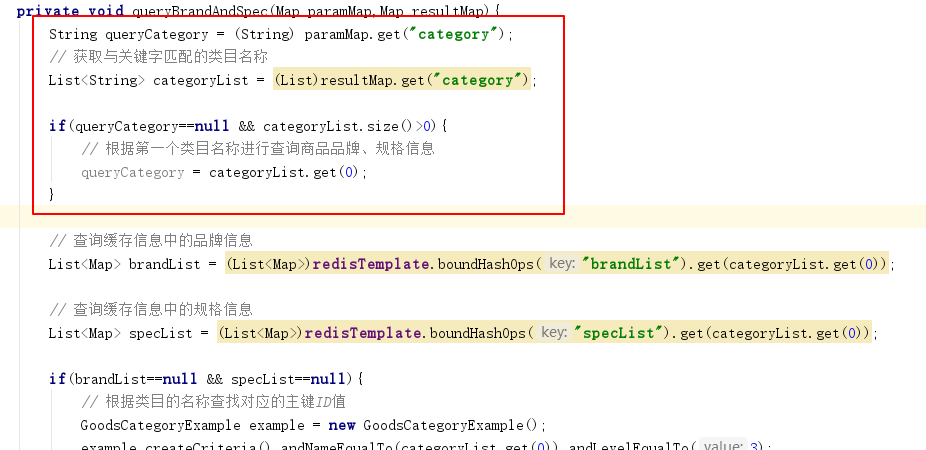 private void queryBrandAndSpec(Map paramMap,Map resultMap){
String queryCategory = (String) paramMap.get("category");
// 获取与关键字匹配的类目名称
List<String> categoryList = (List)resultMap.get("category");
if(queryCategory==null && categoryList.size()>0){
// 根据第一个类目名称进行查询商品品牌、规格信息
queryCategory = categoryList.get(0);
}
// 查询缓存信息中的品牌信息
List<Map> brandList = (List<Map>)redisTemplate.boundHashOps( key: "brandList").get(categoryList.get(0));
// 查询缓存信息中的规格信息
List<Map> specList = (List<Map>)redisTemplate.boundHashOps( key: "specList").get(categoryList.get(0));
if(brandList==null && specList==null){
// 根据类目的名称查找对应的主键ID值
GoodsCategoryExample example = new GoodsCategoryExample();
example.createCriteria().andNameEqualTo(categoryList.get(0)).andLevelEqualTo( value: 3);